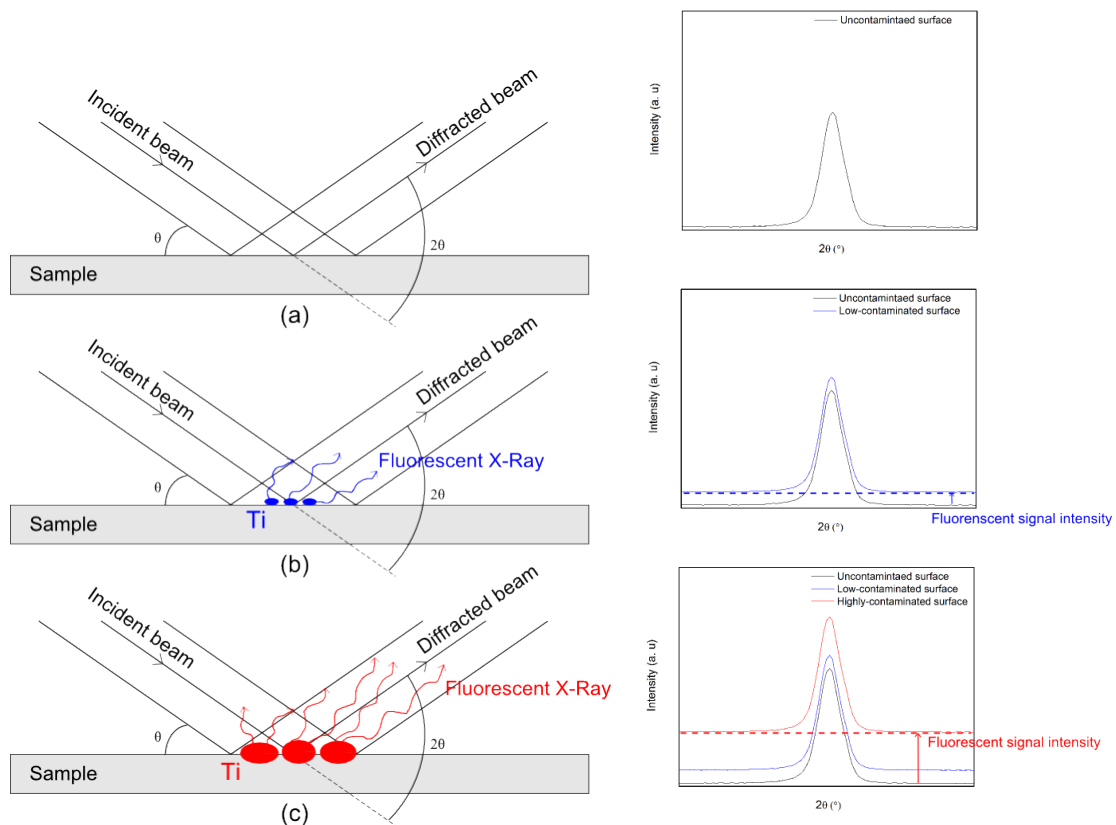 Incident beam
Diffracted beam
θ
2θ
Sample
(a)
Uncontamintaed surface
Intensity (a. u)
2θ (°)
Incident beam
Diffracted beam
Fluorescent X-Ray
θ
2θ
Ti
Sample
(b)
Uncontamintaed surface
Low-contaminated surface
Intensity (a. u)
Fluorenscent signal intensity
2θ (°)
Incident beam
Diffracted beam
Fluorescent X-Ray
θ
2θ
Ti
Sample
(c)
Uncontamintaed surface
Low-contaminated surface
Highly-contaminated surface
Intensity (a. u)
Fluorescent signal intensity
2θ (°)